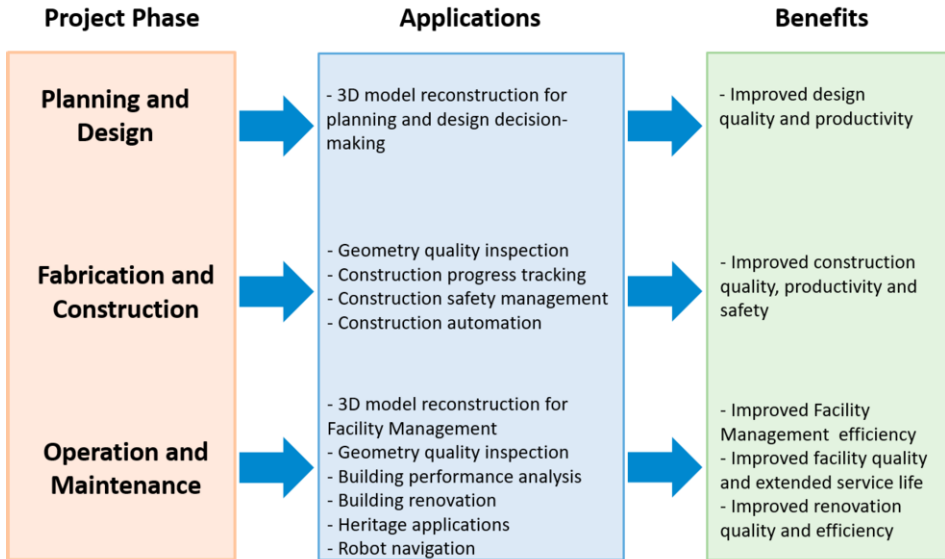 Project Phase
Applications
Benefits
Planning and
Design
- 3D model reconstruction for
planning and design decision-
making
- Improved design
quality and productivity
Fabrication and
Construction
- Geometry quality inspection
- Construction progress tracking
- Construction safety management
- Construction automation
- Improved construction
quality, productivity and
safety
Operation and
Maintenance
- 3D model reconstruction for
Facility Management
- Geometry quality inspection
- Building performance analysis
- Building renovation
- Heritage applications
- Robot navigation
- Improved Facility
Management efficiency
- Improved facility quality
and extended service life
- Improved renovation
quality and efficiency